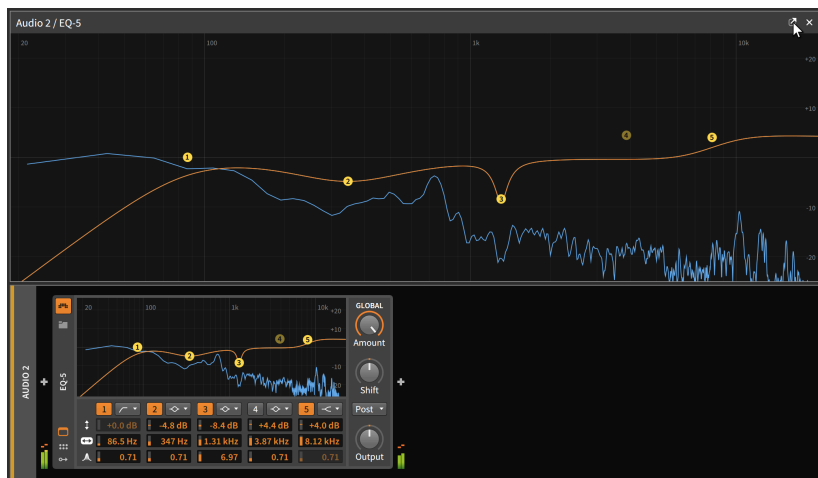 Audio 2 / EQ-5
20 100 1k 10k
+20
+10
1 2 3 4 5
-10
-20
AUDIO 2
EQ-5
20 100 1k 10k +20
+10
1 2 3 4 5
-10
-20
GLOBAL
Amount
Shift
1 2 3 4 5 Post
+0.0 dB -4.8 dB -8.4 dB +4.4 dB +4.0 dB
86.5 Hz 347 Hz 1.31 kHz 3.87 kHz 8.12 kHz
0.71 0.71 6.97 0.71 0.71
Output